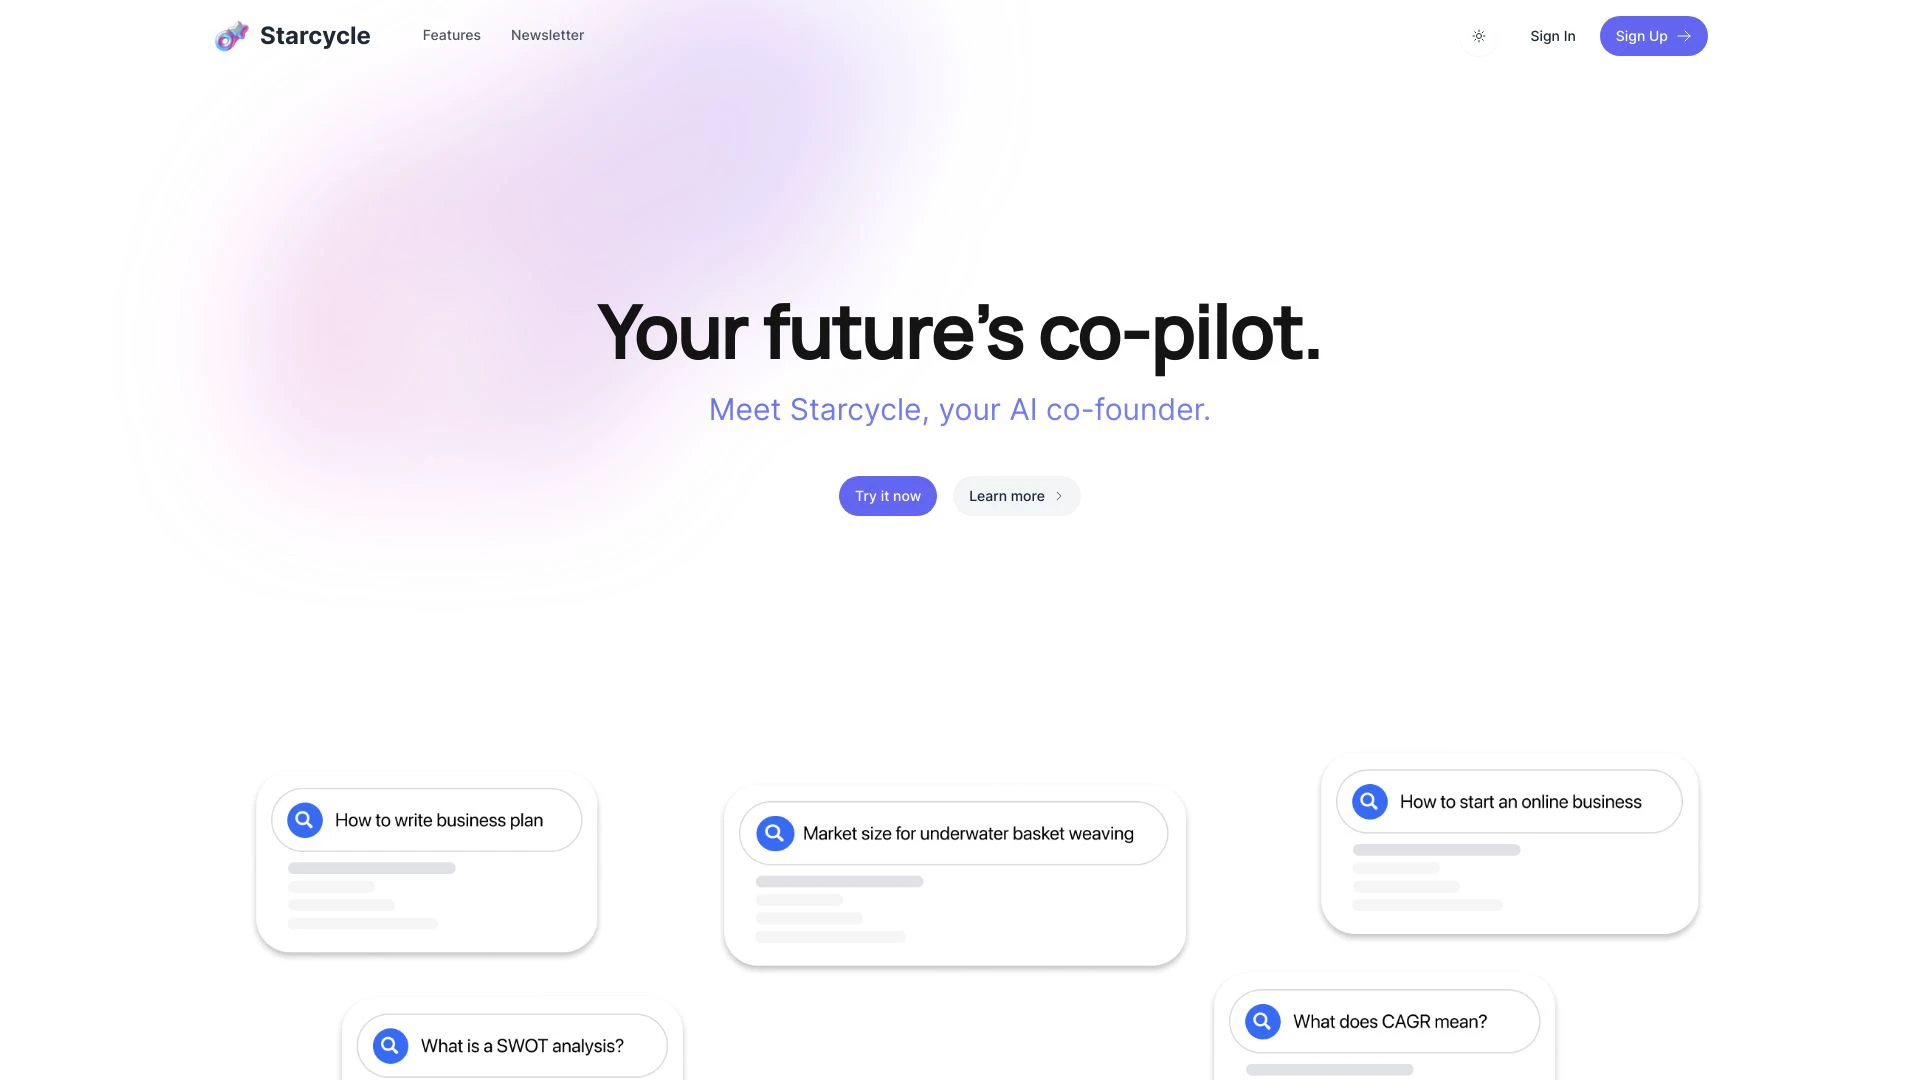 Starcycle
Features
Newsletter
Sign In
Sign Up
Your future's co-pilot.
Meet Starcycle, your AI co-founder.
Try it now
Learn more
How to write business plan
Market size for underwater basket weaving
How to start an online business
What is a SWOT analysis?
What does CAGR mean?